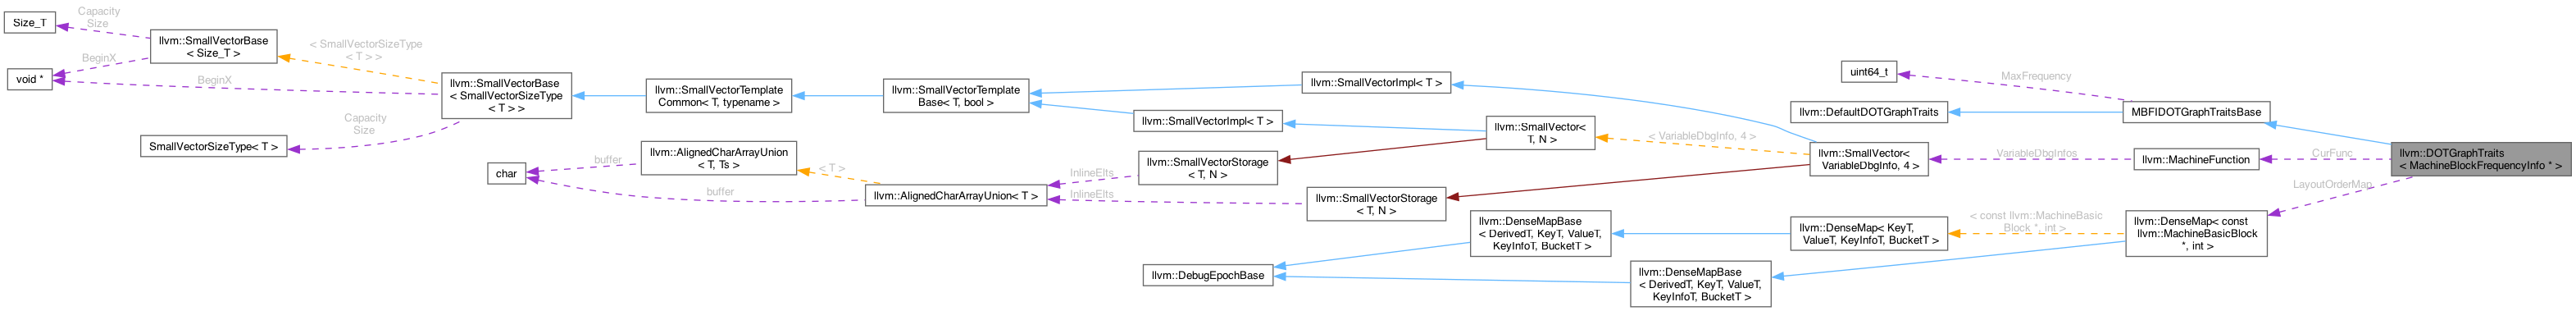 Size_T
Capacity
Size
llvm::SmallVectorBase
< Size_T >
void *
BeginX
BeginX
< SmallVectorSizeType
< T > >
llvm::SmallVectorBase
< SmallVectorSizeType
< T > >
Capacity
Size
SmallVectorSizeType< T >
llvm::SmallVectorTemplate
Common< T, typename >
llvm::SmallVectorTemplate
Base< T, bool >
llvm::SmallVectorImpl< T >
llvm::SmallVectorImpl< T >
llvm::SmallVector<
T, N >
< VariableDbgInfo, 4 >
llvm::SmallVector<
VariableDbgInfo, 4 >
char
buffer
buffer
llvm::AlignedCharArrayUnion
< T, Ts >
< T >
llvm::AlignedCharArrayUnion< T >
InlineElts
InlineElts
llvm::SmallVectorStorage
< T, N >
llvm::SmallVectorStorage
< T, N >
uint64_t
MaxFrequency
llvm::DefaultDOTGraphTraits
MBFIDOTGraphTraitsBase
VariableDbgInfos
llvm::MachineFunction
CurFunc
llvm::DOTGraphTraits
< MachineBlockFrequencyInfo * >
LayoutOrderMap
llvm::DebugEpochBase
llvm::DenseMapBase
< DerivedT, KeyT, ValueT,
KeyInfoT, BucketT >
llvm::DenseMapBase
< DerivedT, KeyT, ValueT,
KeyInfoT, BucketT >
llvm::DenseMap< KeyT,
ValueT, KeyInfoT, BucketT >
< const llvm::MachineBasic
Block *, int >
llvm::DenseMap< const
llvm::MachineBasicBlock
*, int >